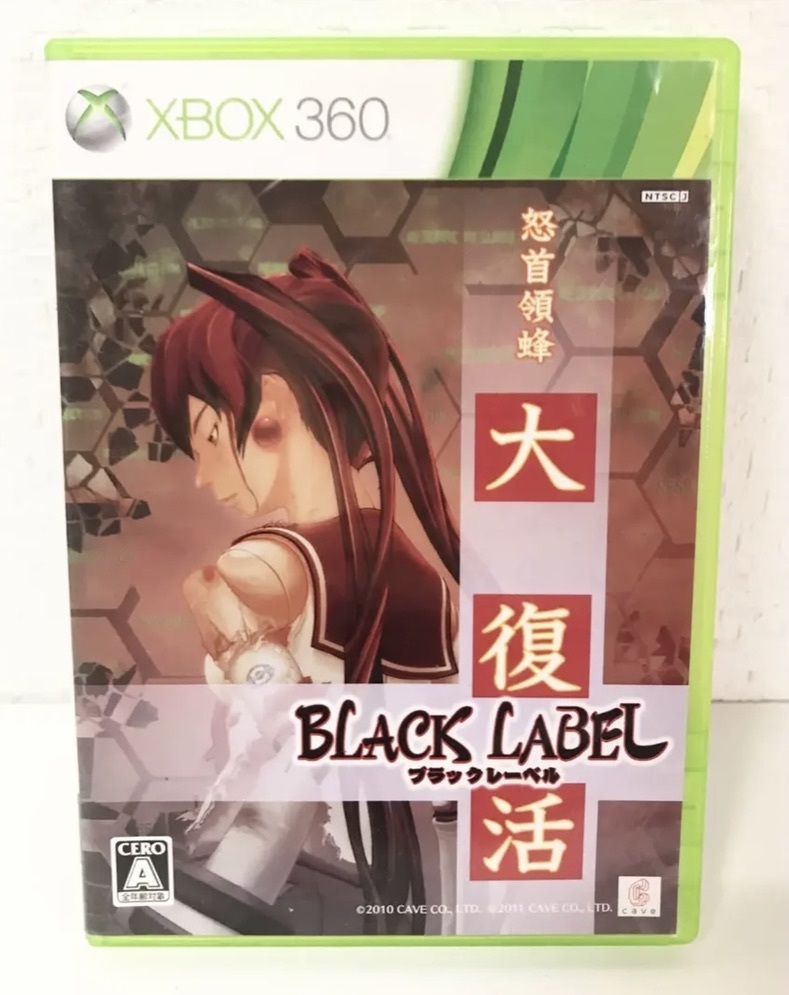 XBOX 360
NTSC J
怒首領蜂
大
復
活
BLACK LABEL
ブラックレーベル
CERO
A
全年齢対象
©2010 CAVE CO., LTD. ©2011 CAVE CO., LTD.
cave